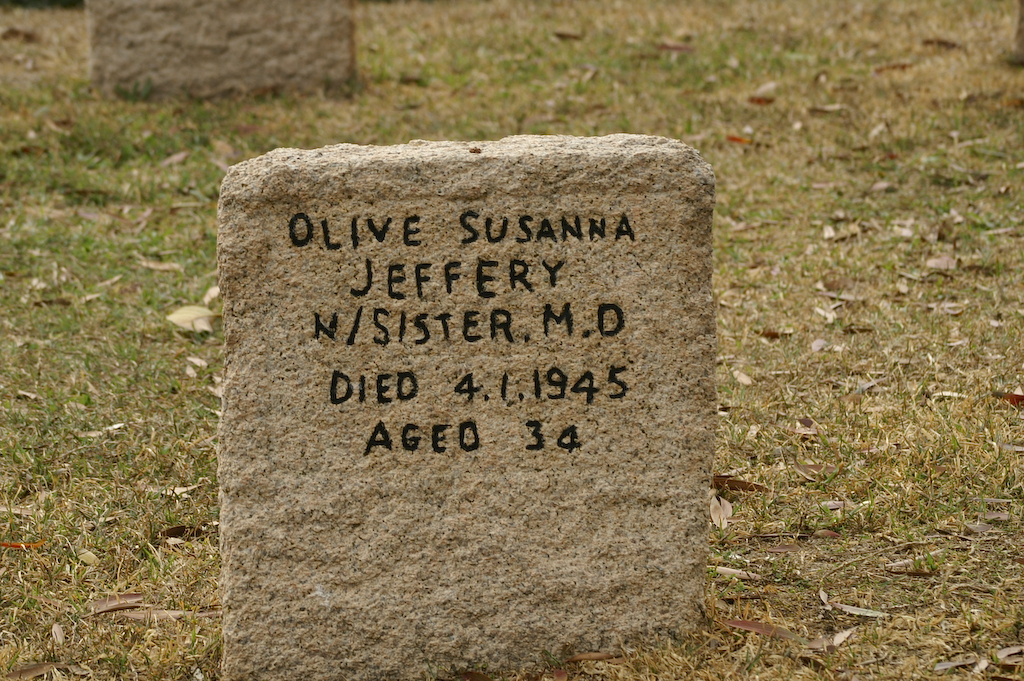 OLIVE SUSANNA
JEFFERY
N/SISTER. M.D
DIED 4.1.1945
AGED 34